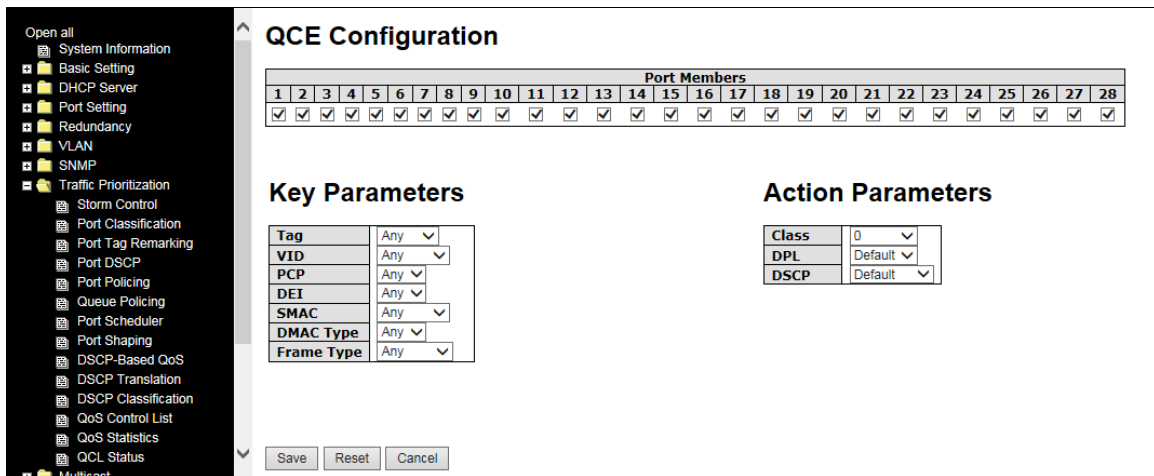 Open all
System Information
Basic Setting
DHCP Server
Port Setting
Redundancy
VLAN
SNMP
Traffic Prioritization
Storm Control
Port Classification
Port Tag Remarking
Port DSCP
Port Policing
Queue Policing
Port Scheduler
Port Shaping
DSCP-Based QoS
DSCP Translation
DSCP Classification
QoS Control List
QoS Statistics
QCL Status
Multicast
QCE Configuration
Port Members
1 2 3 4 5 6 7 8 9 10 11 12 13 14 15 16 17 18 19 20 21 22 23 24 25 26 27 28
Key Parameters
Tag Any
VID Any
PCP Any
DEI Any
SMAC Any
DMAC Type Any
Frame Type Any
Action Parameters
Class 0
DPL Default
DSCP Default
Save Reset Cancel